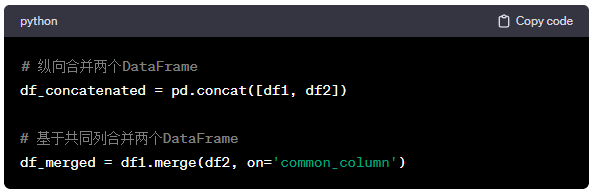 python
Copy code
# 纵向合并两个DataFrame
df_concatenated = pd.concat([df1, df2])
# 基于共同列合并两个DataFrame
df_merged = df1.merge(df2, on='common_column')